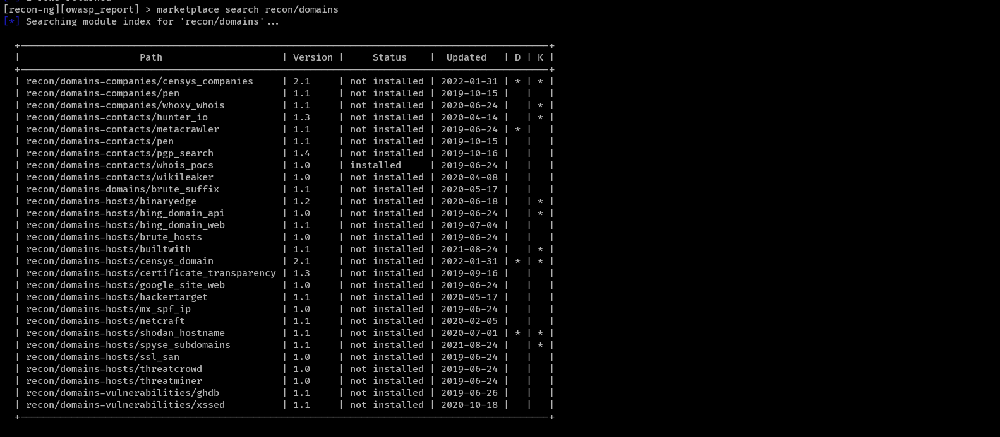 [recon-ng][owasp_report] > marketplace search recon/domains
[*] Searching module index for 'recon/domains'...
+---------------------------------------------------------------------------------------------+
| Path | Version | Status | Updated | D | K |
+---------------------------------------------------------------------------------------------+
| recon/domains-companies/censys_companies | 2.1 | not installed | 2022-01-31 | * | * |
| recon/domains-companies/pen | 1.1 | not installed | 2019-10-15 | | |
| recon/domains-companies/whoxy_whois | 1.1 | not installed | 2020-06-24 | | * |
| recon/domains-contacts/hunter_io | 1.3 | not installed | 2020-04-14 | | * |
| recon/domains-contacts/metacrawler | 1.1 | not installed | 2019-06-24 | * | |
| recon/domains-contacts/pen | 1.1 | not installed | 2019-10-15 | | |
| recon/domains-contacts/pgp_search | 1.4 | not installed | 2019-10-16 | | |
| recon/domains-contacts/whois_pocs | 1.0 | installed | 2019-06-24 | | |
| recon/domains-contacts/wikileaker | 1.0 | not installed | 2020-04-08 | | |
| recon/domains-domains/brute_suffix | 1.1 | not installed | 2020-05-17 | | |
| recon/domains-hosts/binaryedge | 1.2 | not installed | 2020-06-18 | | * |
| recon/domains-hosts/bing_domain_api | 1.0 | not installed | 2019-06-24 | | * |
| recon/domains-hosts/bing_domain_web | 1.1 | not installed | 2019-07-04 | | |
| recon/domains-hosts/brute_hosts | 1.0 | not installed | 2019-06-24 | | |
| recon/domains-hosts/builtwith | 1.1 | not installed | 2021-08-24 | | * |
| recon/domains-hosts/censys_domain | 2.1 | not installed | 2022-01-31 | * | * |
| recon/domains-hosts/certificate_transparency | 1.3 | not installed | 2019-09-16 | | |
| recon/domains-hosts/google_site_web | 1.0 | not installed | 2019-06-24 | | |
| recon/domains-hosts/hackertarget | 1.1 | not installed | 2020-05-17 | | |
| recon/domains-hosts/mx_spf_ip | 1.0 | not installed | 2019-06-24 | | |
| recon/domains-hosts/netcraft | 1.1 | not installed | 2020-02-05 | | |
| recon/domains-hosts/shodan_hostname | 1.1 | not installed | 2020-07-01 | * | * |
| recon/domains-hosts/spyse_subdomains | 1.1 | not installed | 2021-08-24 | | * |
| recon/domains-hosts/ssl_san | 1.0 | not installed | 2019-06-24 | | |
| recon/domains-hosts/threatcrowd | 1.0 | not installed | 2019-06-24 | | |
| recon/domains-hosts/threatminer | 1.0 | not installed | 2019-06-24 | | |
| recon/domains-vulnerabilities/ghdb | 1.1 | not installed | 2019-06-26 | | |
| recon/domains-vulnerabilities/xssed | 1.1 | not installed | 2020-10-18 | | |
+---------------------------------------------------------------------------------------------+